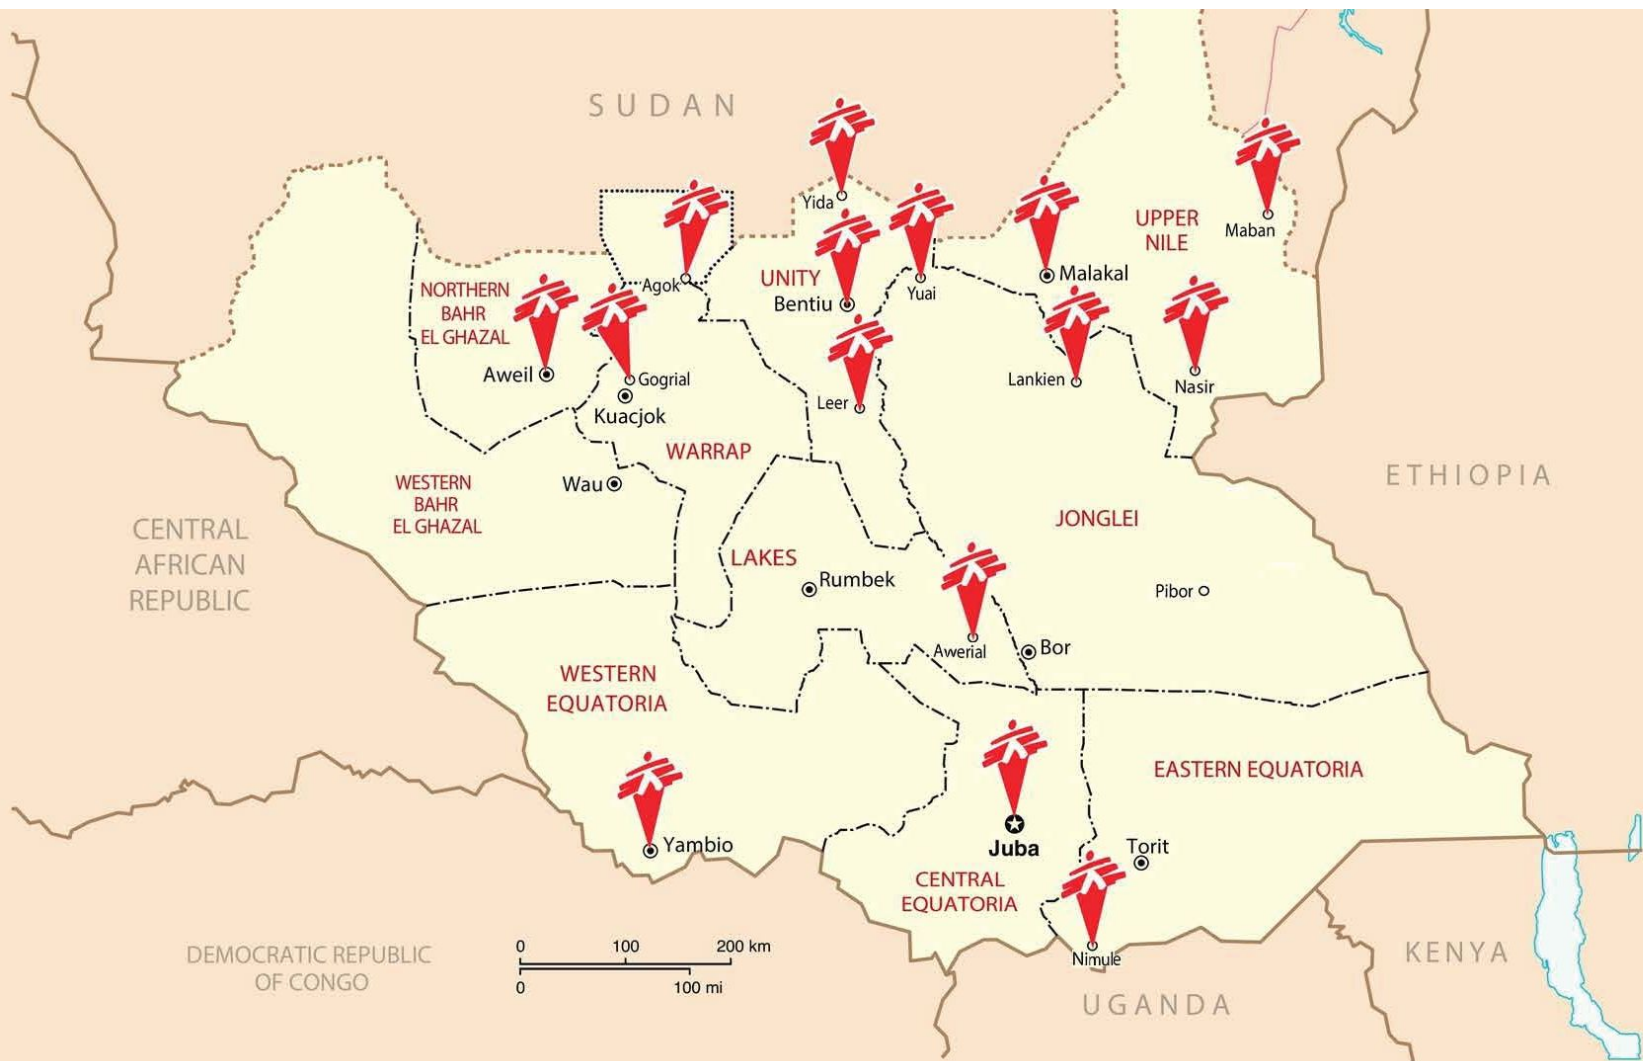 SUDAN
Yida
Maban
UPPER
NILE
Agok
UNITY
Bentiu
Yuai
Malakal
NORTHERN
BAHR
EL GHAZAL
Aweil
Gogrial
Kuacjok
Leer
Lankien
Nasir
WARRAP
Wau
WESTERN
BAHR
EL GHAZAL
ETHIOPIA
CENTRAL
AFRICAN
REPUBLIC
JONGLEI
LAKES
Rumbek
Pibor
Awerial
Bor
WESTERN
EQUATORIA
EASTERN EQUATORIA
Yambio
Juba
Torit
CENTRAL
EQUATORIA
Nimule
DEMOCRATIC REPUBLIC
OF CONGO
0 100 200 km
0 100 mi
KENYA
UGANDA